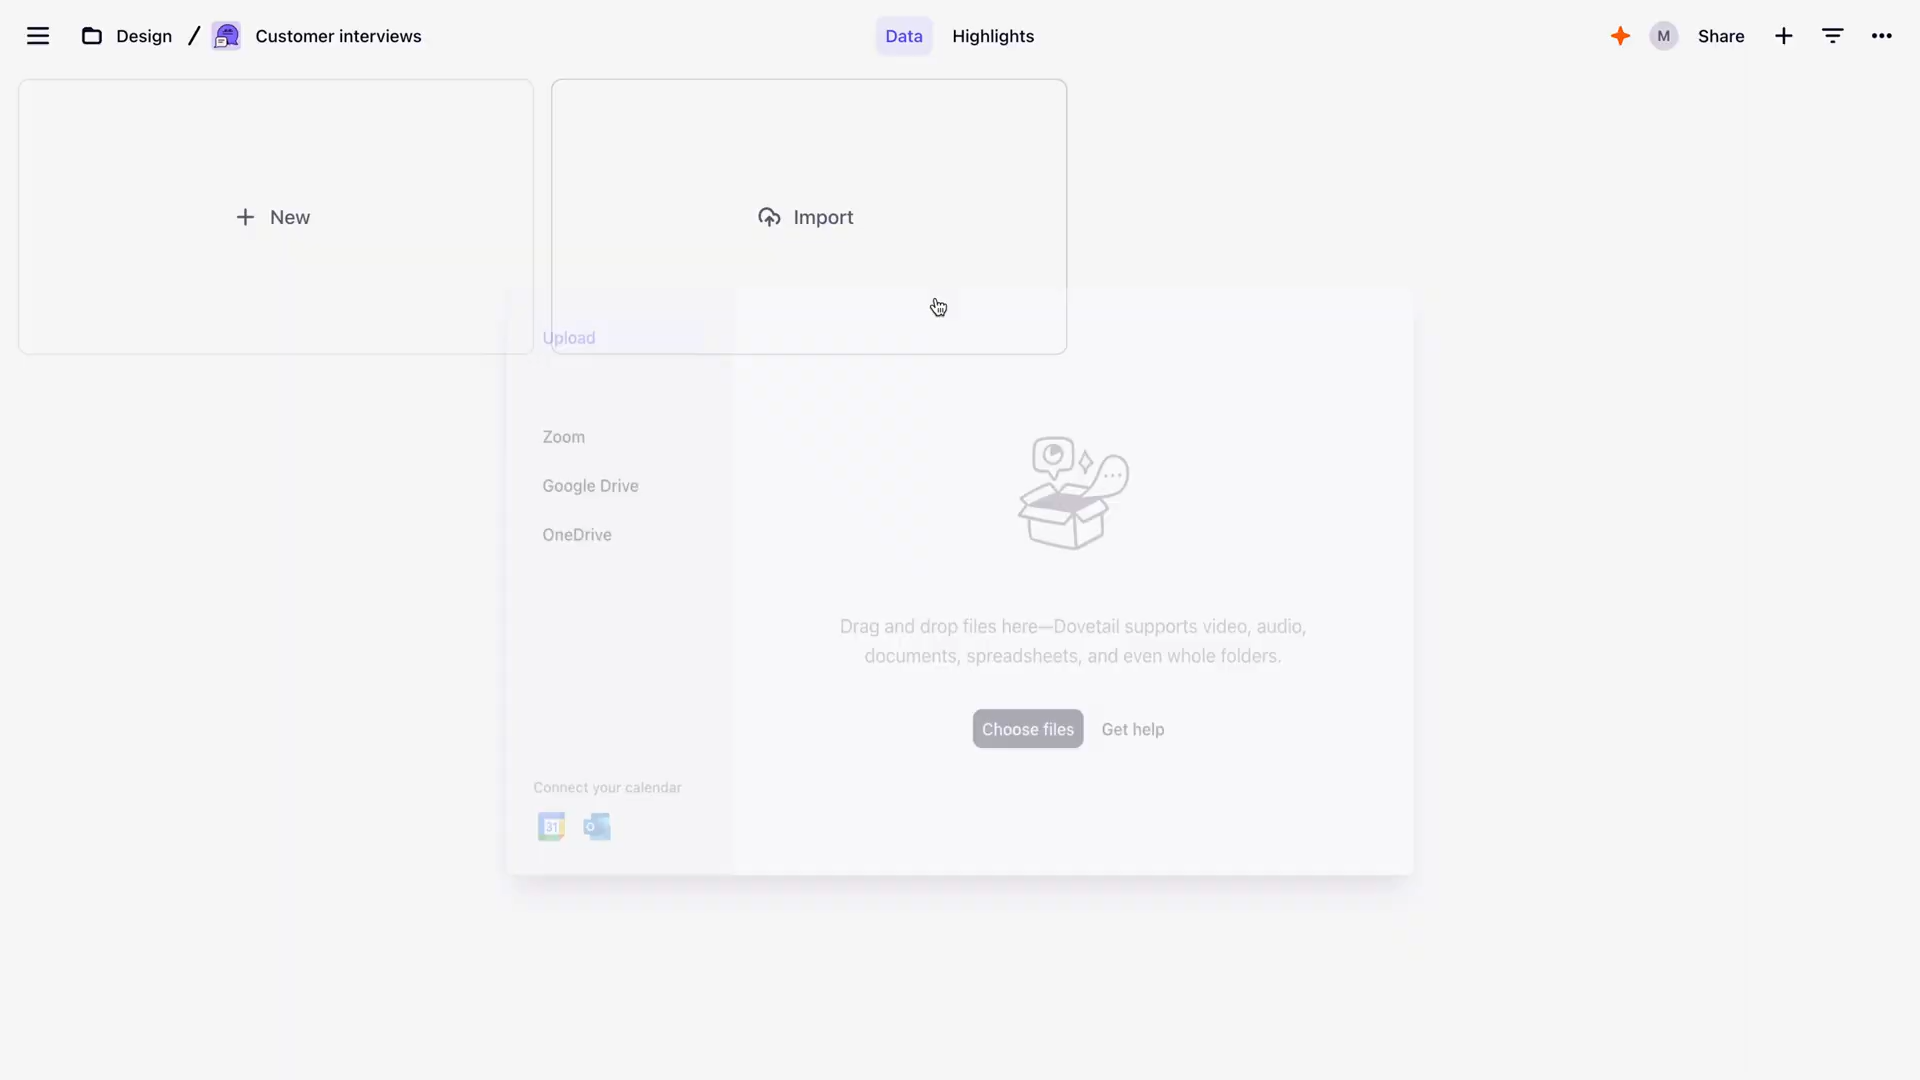 Design / Customer interviews
Data
Highlights
M
Share
New
Import
Upload
Zoom
Google Drive
OneDrive
Drag and drop files here—Dovetail supports video, audio,
documents, spreadsheets, and even whole folders.
Choose files
Get help
Connect your calendar
31